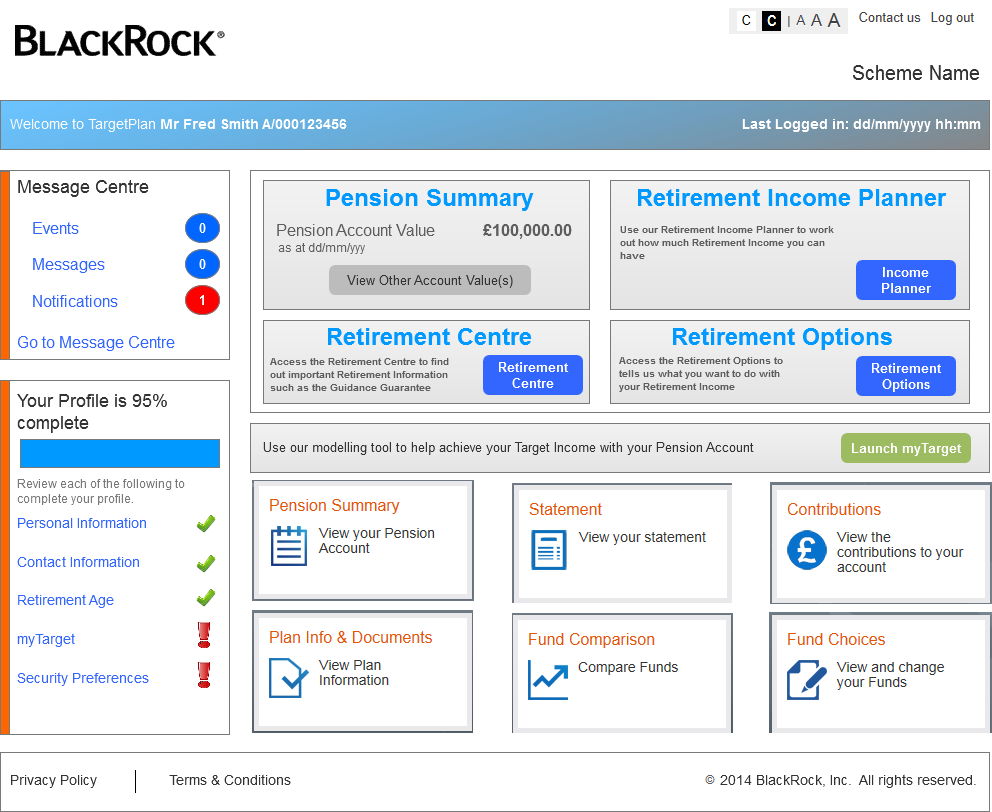 C C | A A A Contact us Log out
BLACKROCK®
Scheme Name
Welcome to TargetPlan Mr Fred Smith A/000123456
Last Logged in: dd/mm/yyyy hh:mm
Message Centre
Events 0
Messages 0
Notifications 1
Go to Message Centre
Your Profile is 95%
complete
Review each of the following to
complete your profile.
Personal Information
Contact Information
Retirement Age
myTarget
Security Preferences
Pension Summary
Pension Account Value £100,000.00
as at dd/mm/yyy
View Other Account Value(s)
Retirement Income Planner
Use our Retirement Income Planner to work
out how much Retirement Income you can
have
Income
Planner
Retirement Centre
Access the Retirement Centre to find
out important Retirement Information
such as the Guidance Guarantee
Retirement
Centre
Retirement Options
Access the Retirement Options to
tells us what you want to do with
your Retirement Income
Retirement
Options
Use our modelling tool to help achieve your Target Income with your Pension Account
Launch myTarget
Pension Summary
View your Pension
Account
Statement
View your statement
Contributions
£
View the
contributions to your
account
Plan Info & Documents
View Plan
Information
Fund Comparison
Compare Funds
Fund Choices
View and change
your Funds
Privacy Policy
Terms & Conditions
© 2014 BlackRock, Inc. All rights reserved.